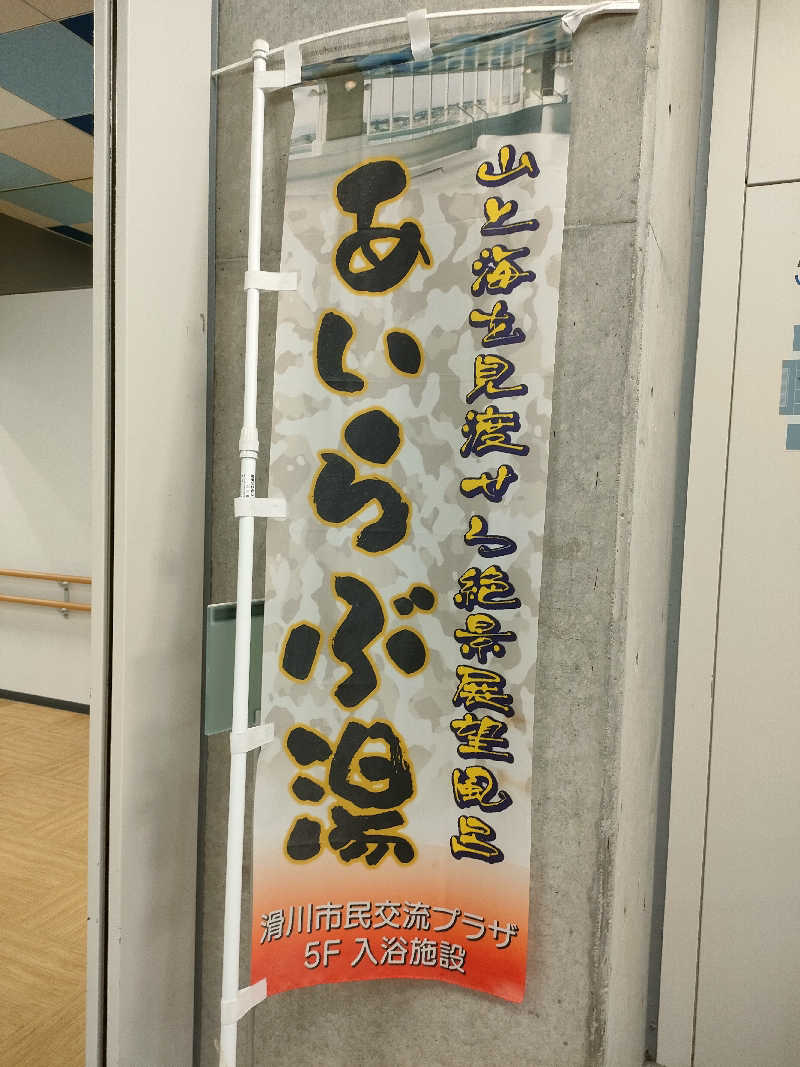 山と海を見渡せる絶景展望風呂
あいらぶ湯
滑川市民交流プラザ
5F 入浴施設